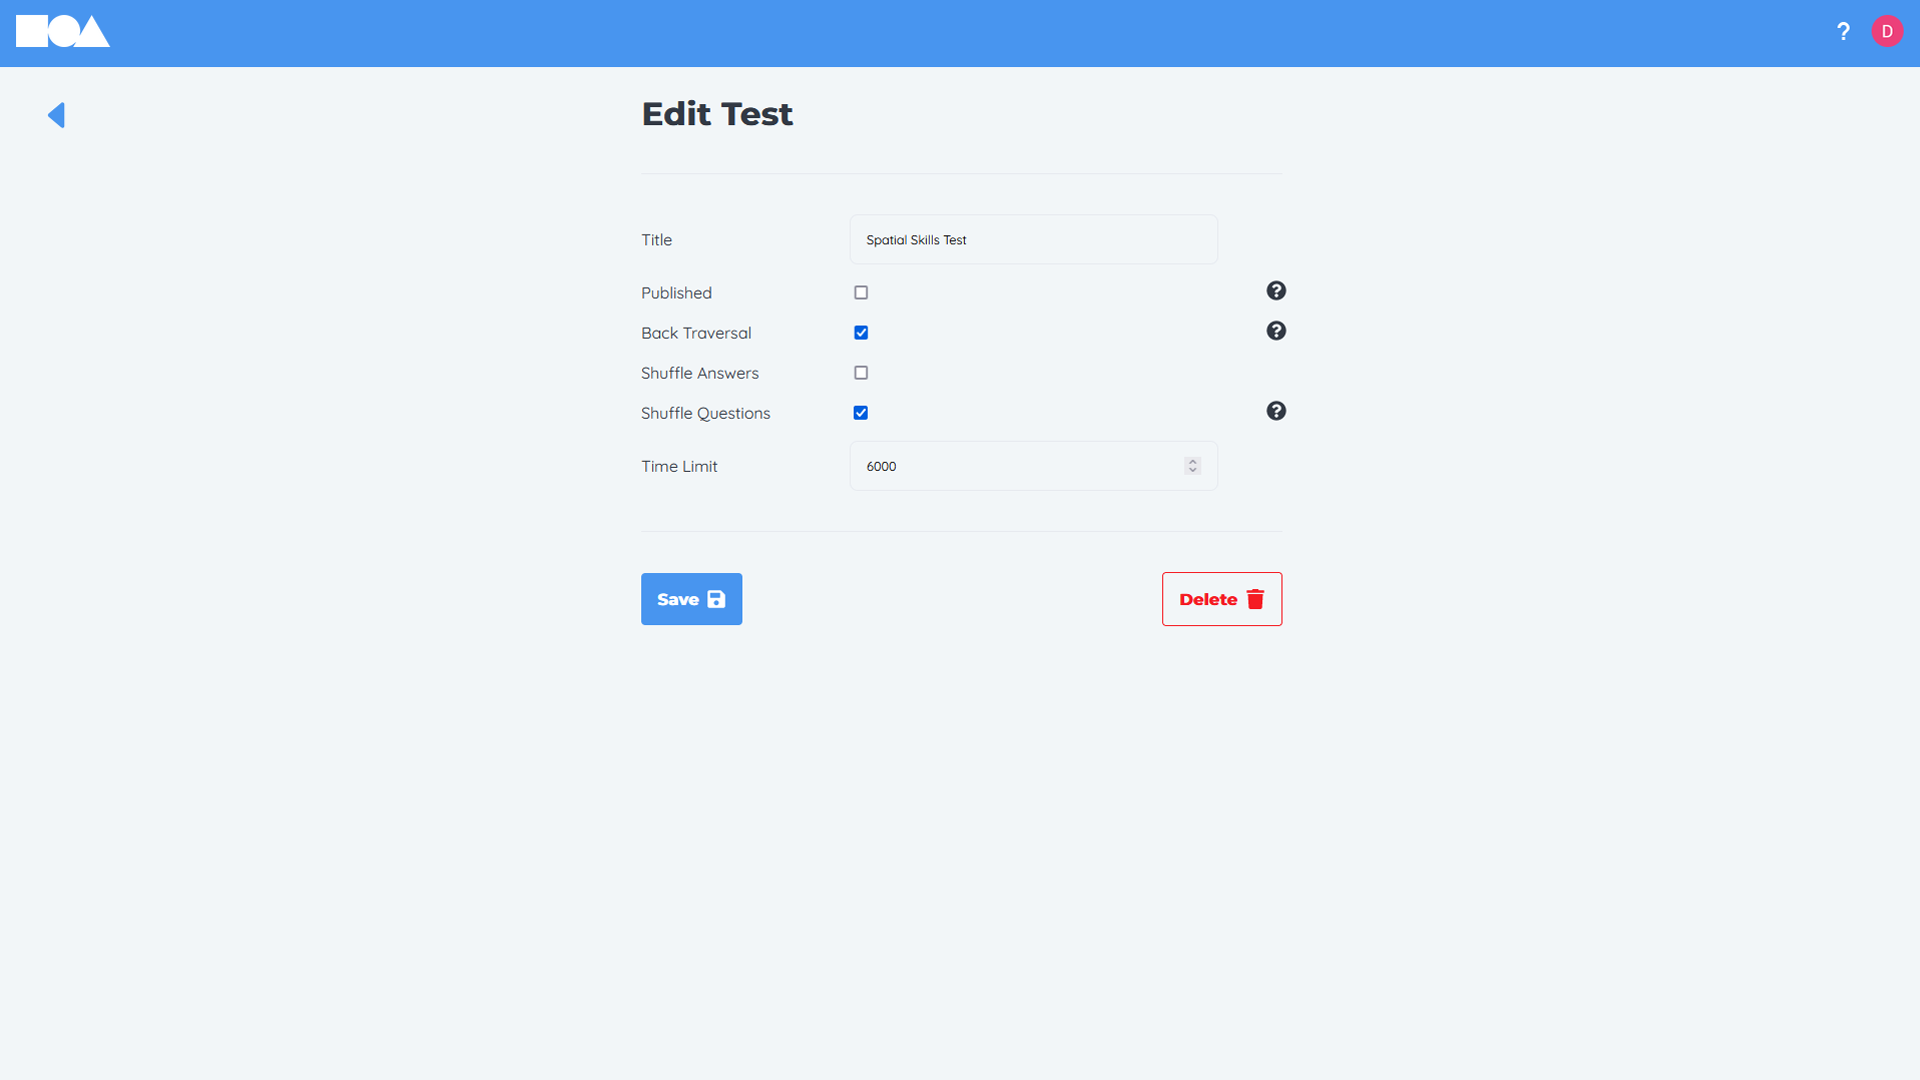 ? D
Edit Test
Title Spatial Skills Test
Published ?
Back Traversal ?
Shuffle Answers
Shuffle Questions ?
Time Limit 6000
Save Delete